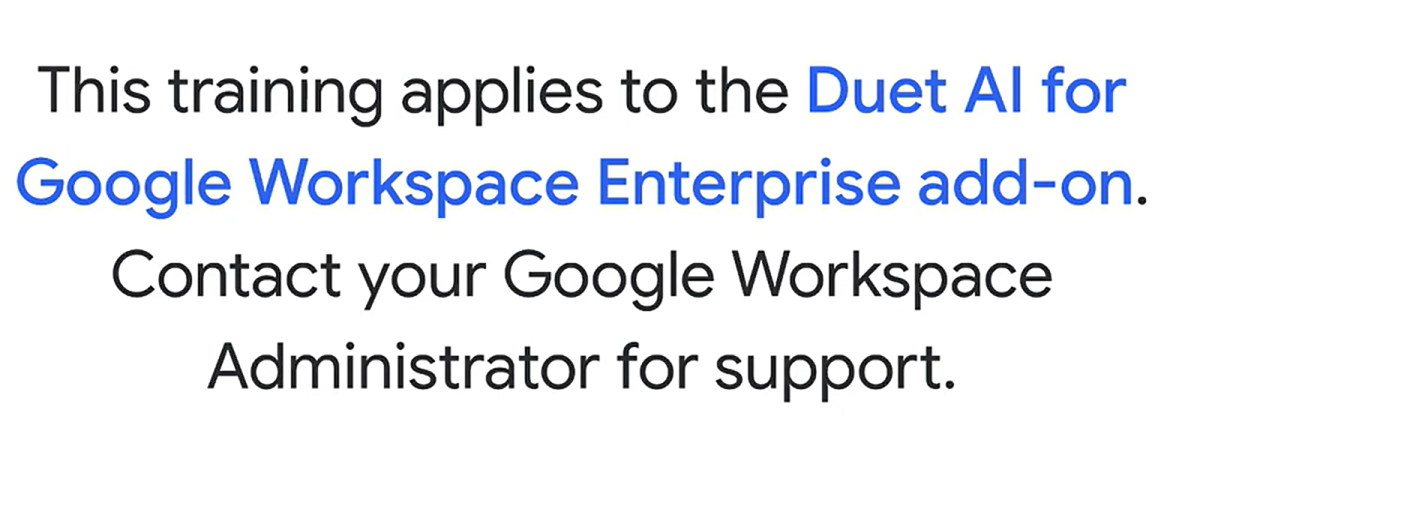 This training applies to the Duet AI for
Google Workspace Enterprise add-on.
Contact your Google Workspace
Administrator for support.